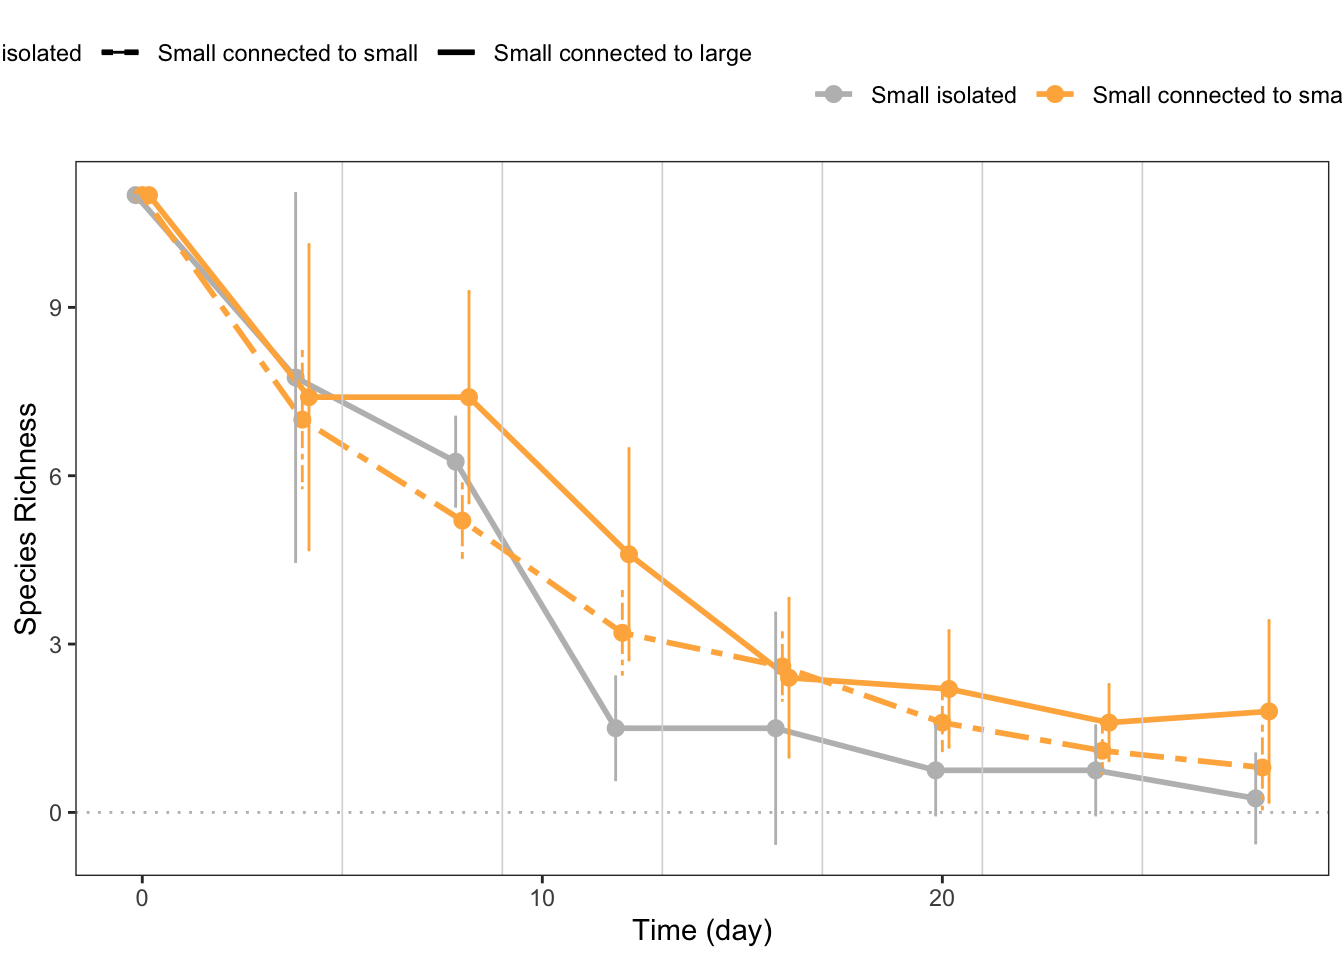 isolated Small connected to small Small connected to large
Small isolated Small connected to sma
9
6
3
0
Species Richness
0 10 20
Time (day)